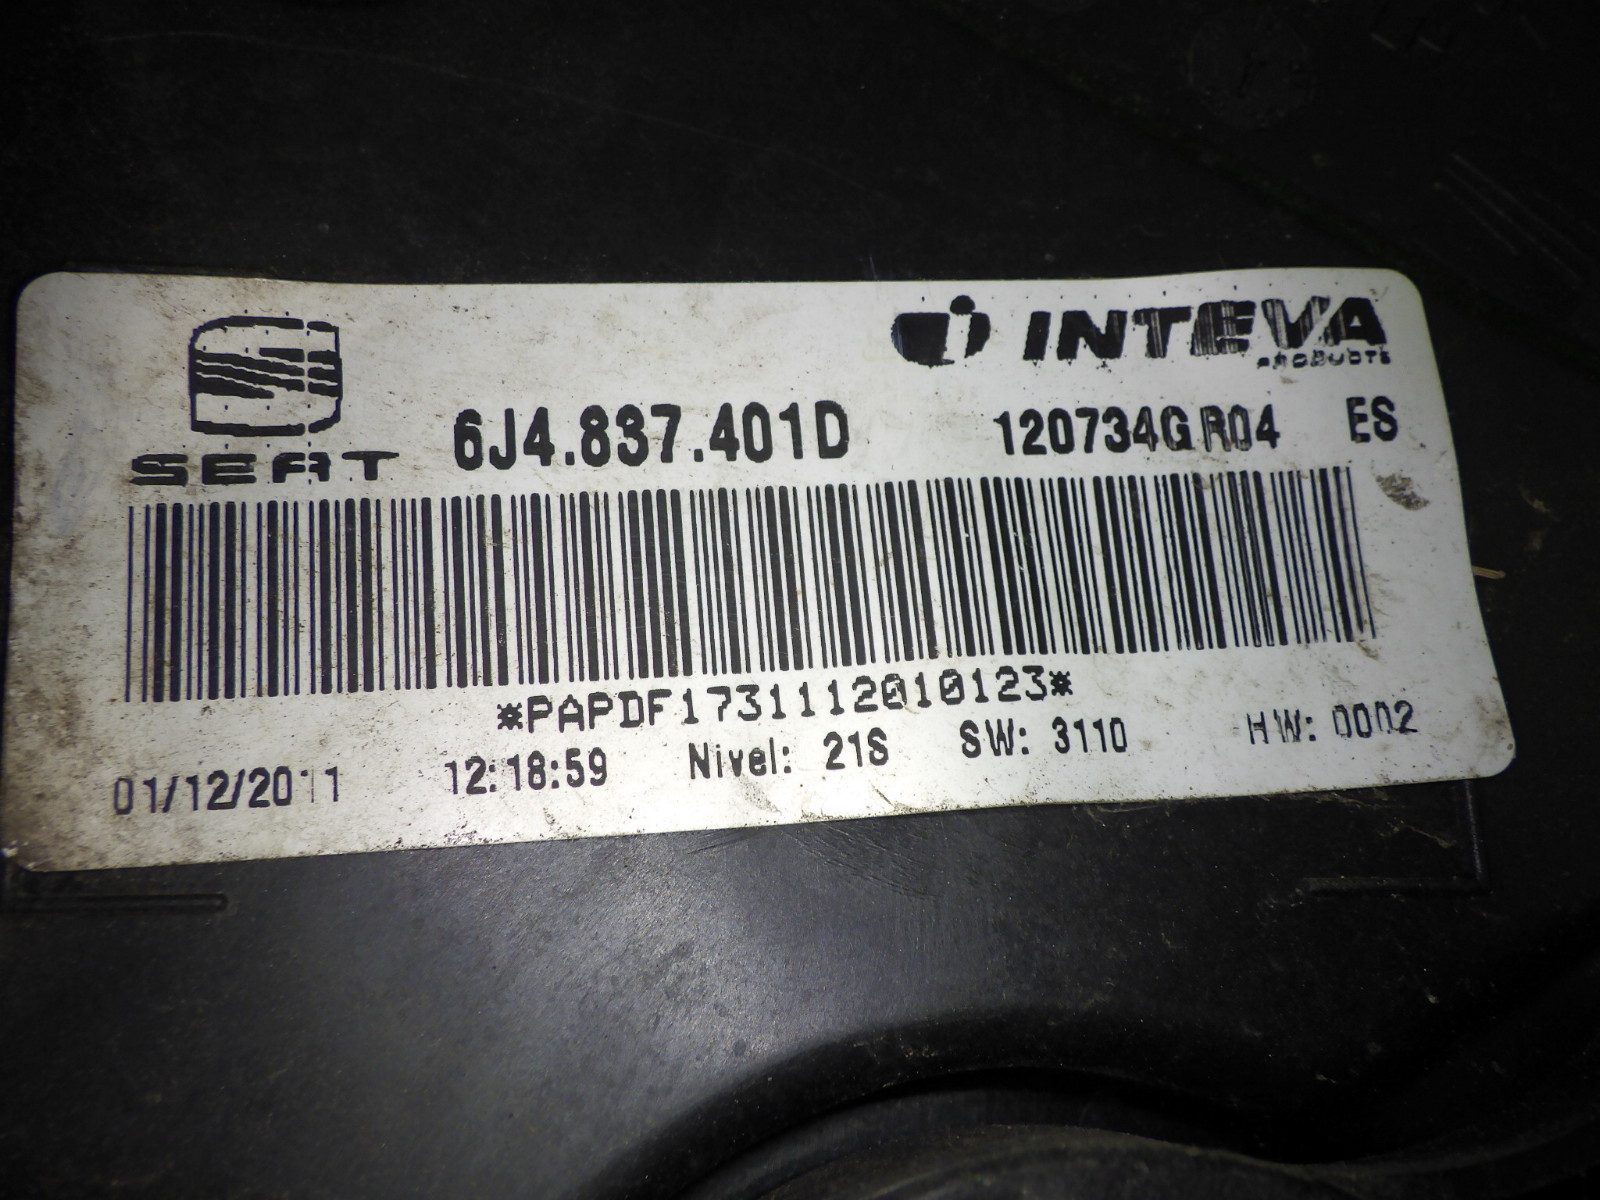 SEAT
INTEVA
PRODUCTS
6J4.837.401D 120734G R04 ES
*PAPDF1731112010123*
01/12/2011 12:18:59 Nivel: 21S SW: 3110 HW: 0002